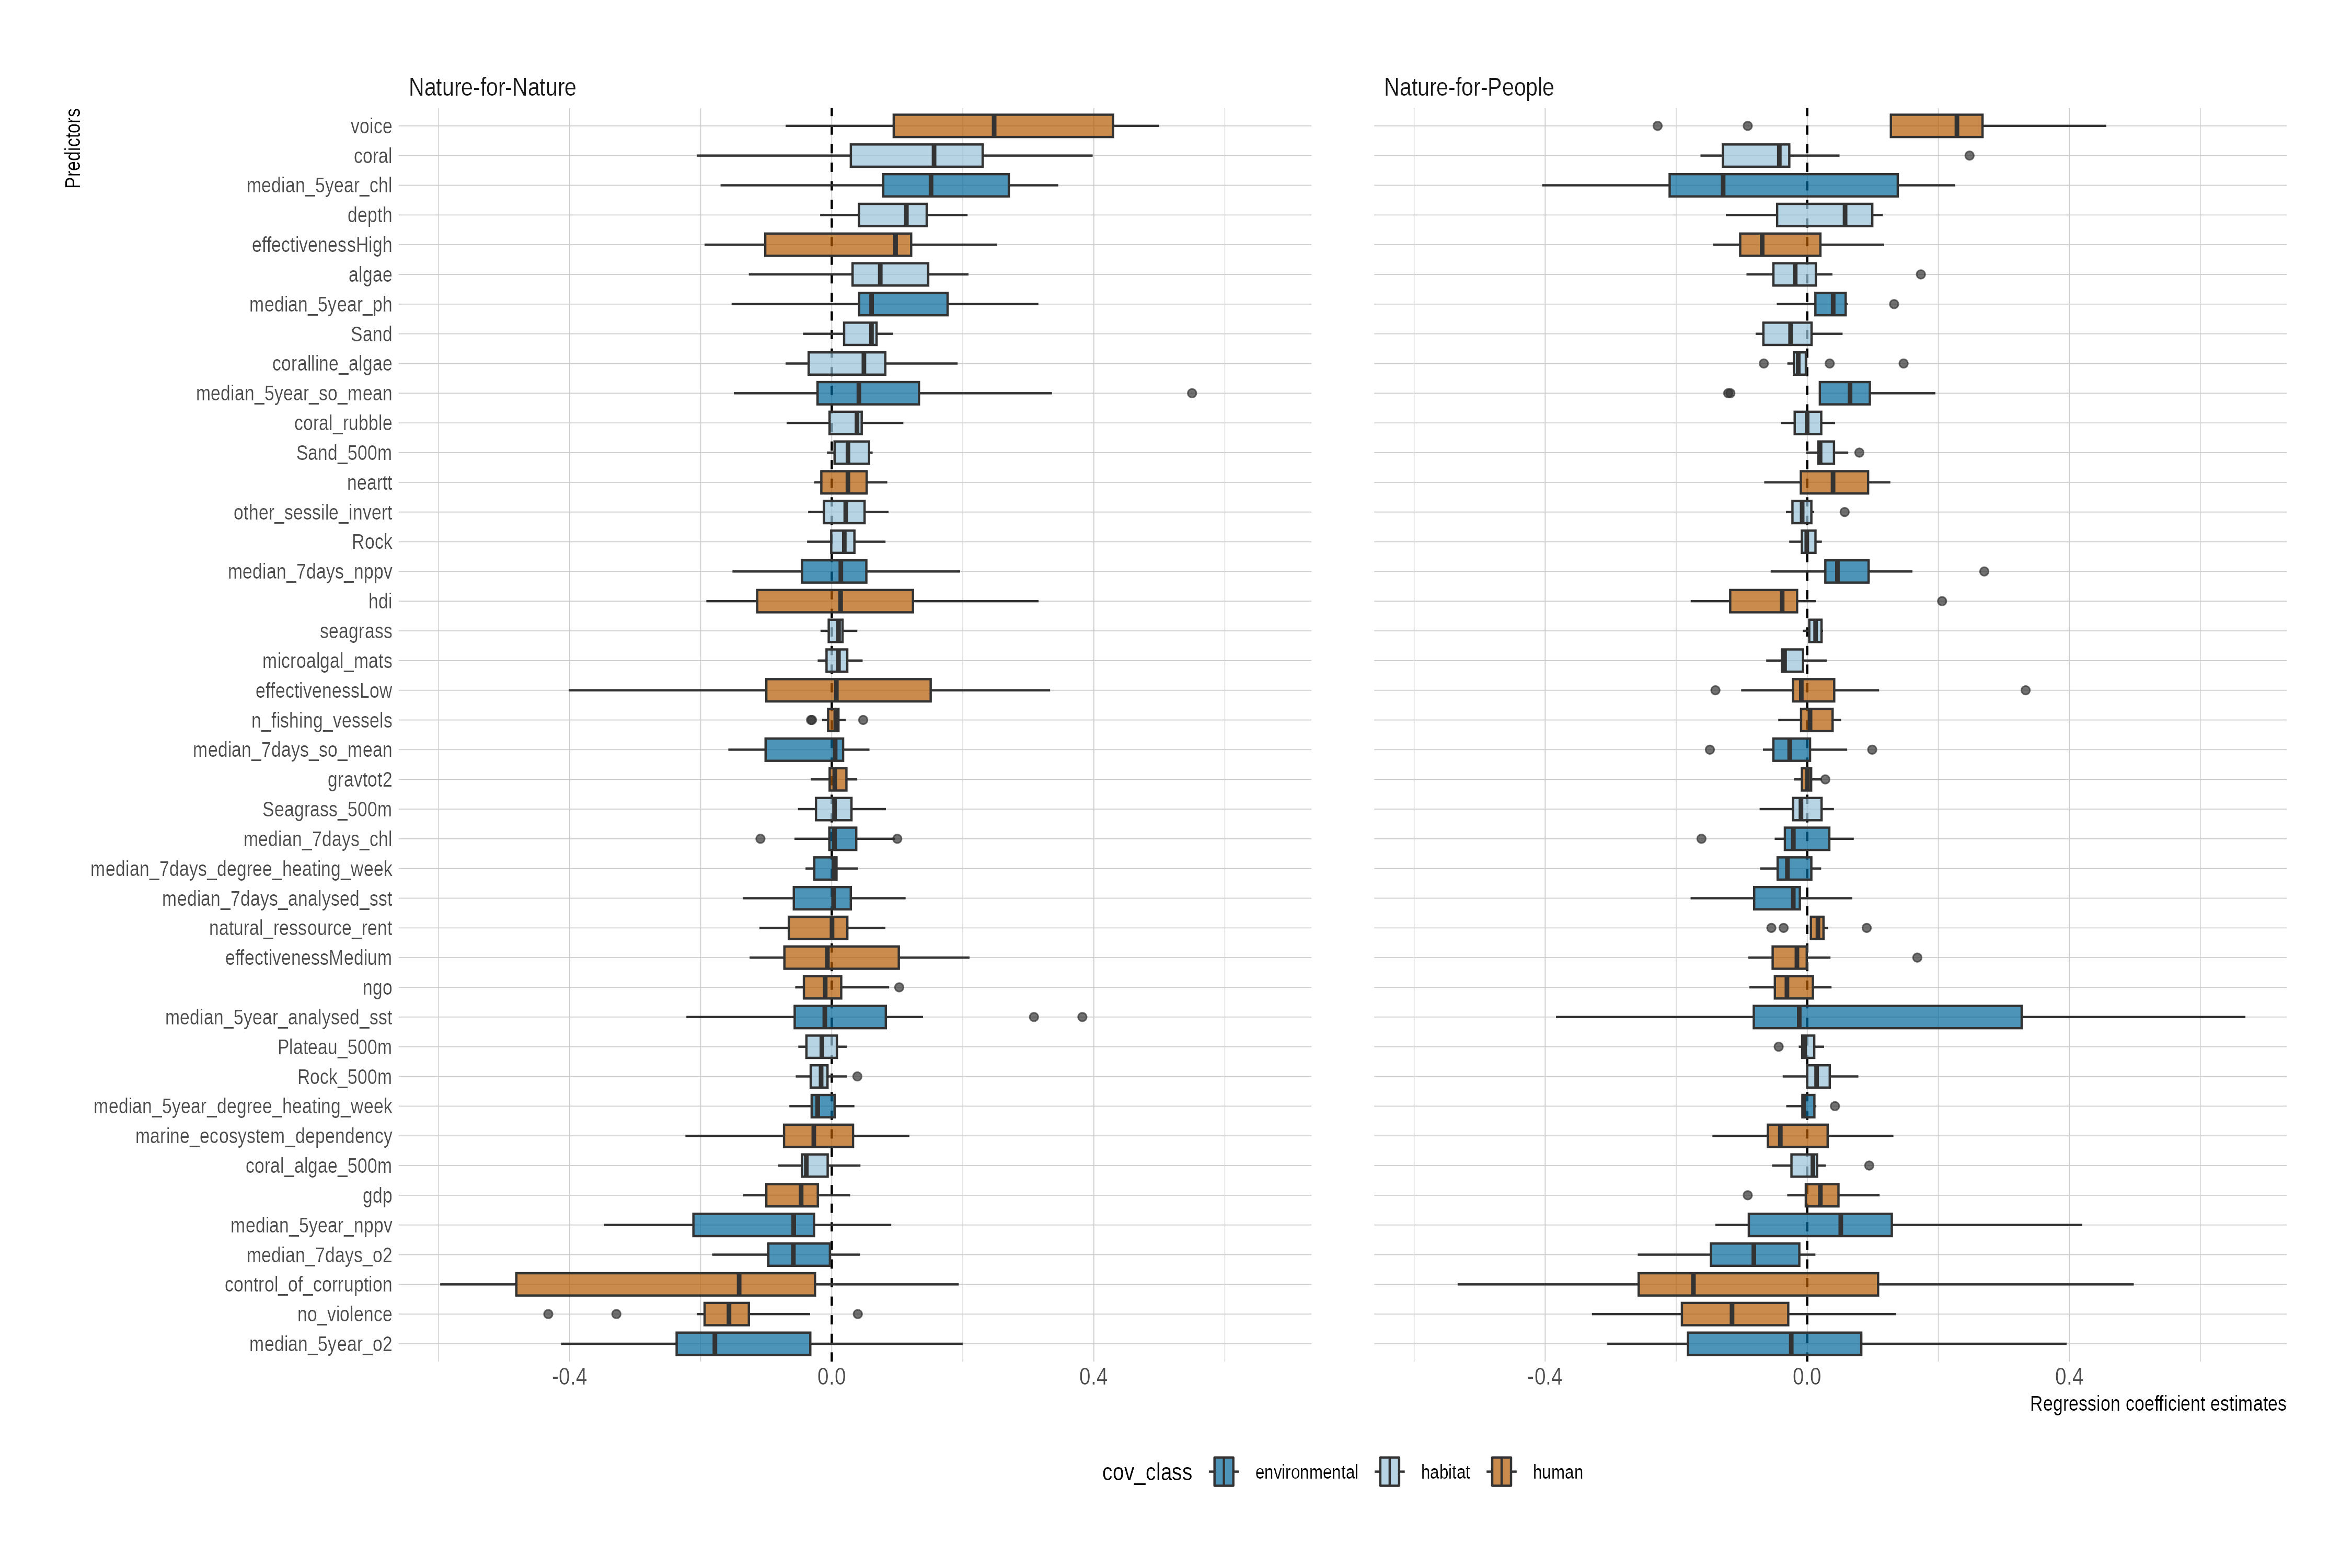 Nature-for-Nature
Nature-for-People
Predictors
voice
coral
median_5year_chl
depth
effectivenessHigh
algae
median_5year_ph
Sand
coralline_algae
median_5year_so_mean
coral_rubble
Sand_500m
neartt
other_sessile_invert
Rock
median_7days_nppv
hdi
seagrass
microalgal_mats
effectivenessLow
n_fishing_vessels
median_7days_so_mean
gravtot2
Seagrass_500m
median_7days_chl
median_7days_degree_heating_week
median_7days_analysed_sst
natural_ressource_rent
effectivenessMedium
ngo
median_5year_analysed_sst
Plateau_500m
Rock_500m
median_5year_degree_heating_week
marine_ecosystem_dependency
coral_algae_500m
gdp
median_5year_nppv
median_7days_o2
control_of_corruption
no_violence
median_5year_o2
-0.4 0.0 0.4
-0.4 0.0 0.4
Regression coefficient estimates
cov_class environmental habitat human